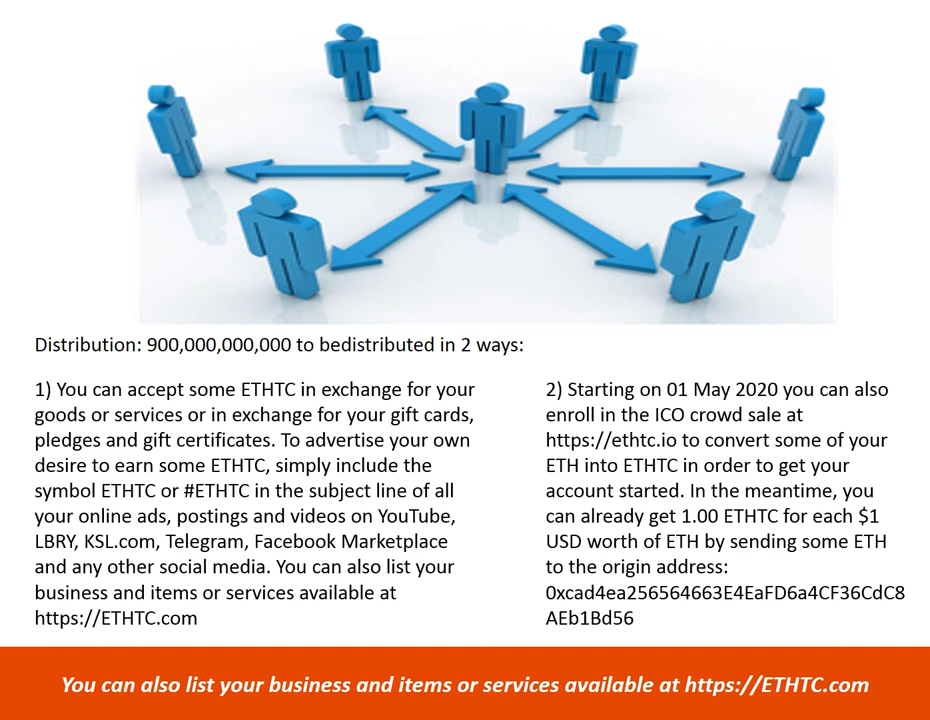 Distribution: 900,000,000,000 to bedistributed in 2 ways:
1) You can accept some ETHTC in exchange for your
goods or services or in exchange for your gift cards,
pledges and gift certificates. To advertise your own
desire to earn some ETHTC, simply include the
symbol ETHTC or #ETHTC in the subject line of all
your online ads, postings and videos on YouTube,
LBRY, KSL.com, Telegram, Facebook Marketplace
and any other social media. You can also list your
business and items or services available at
https://ETHTC.com
2) Starting on 01 May 2020 you can also
enroll in the ICO crowd sale at
https://ethtc.io to convert some of your
ETH into ETHTC in order to get your
account started. In the meantime, you
can already get 1.00 ETHTC for each $1
USD worth of ETH by sending some ETH
to the origin address:
0xcad4ea256564663E4EaFD6a4CF36CdC8
AEb1Bd56
You can also list your business and items or services available at https://ETHTC.com